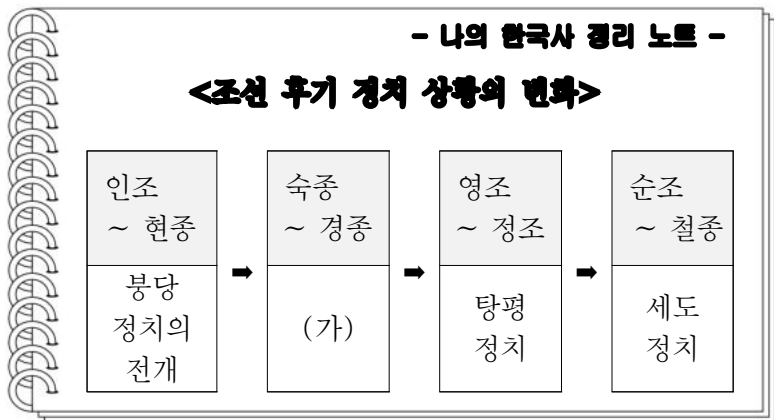 - 나의 한국사 정리 노트 -
<조선 후기 정치 상황의 변화>
인조
~ 현종
붕당
정치의
전개
➡
숙종
~ 경종
(가)
➡
영조
~ 정조
탕평
정치
➡
순조
~ 철종
세도
정치